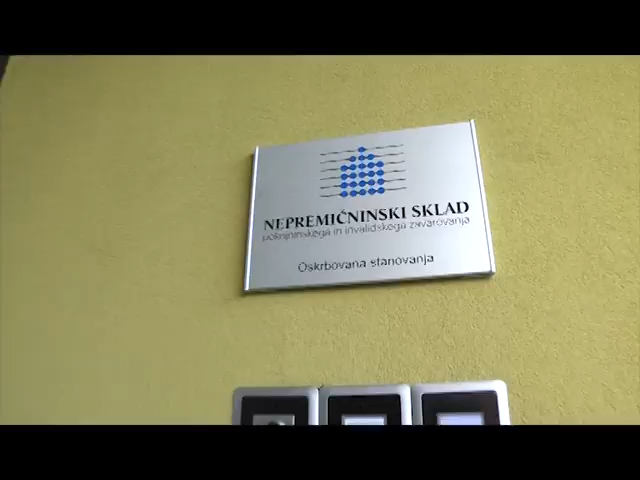 NEPREMIČNINSKI SKLAD
pokojninskega in invalidskega zavarovanja
Oskrbovana stanovanja